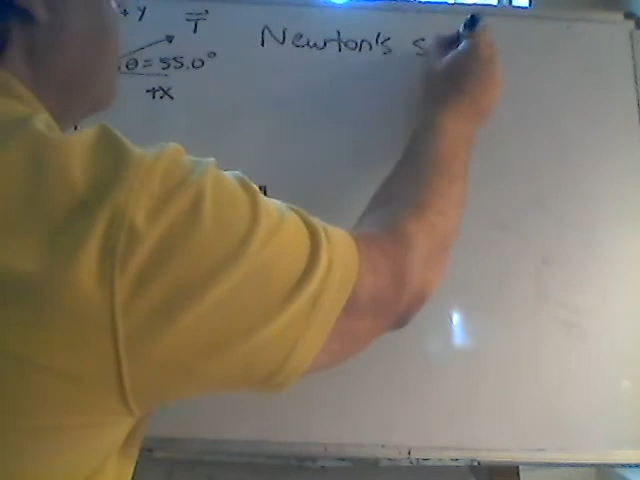 +y
T
Newton's s
θ = 55.0°
+x